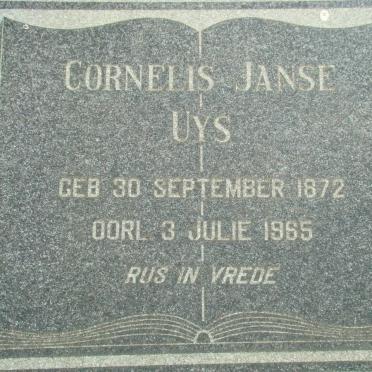 CORNELIS JANSE
UYS
GEB 30 SEPTEMBER 1872
OORL 3 JULIE 1965
RUS IN VREDE